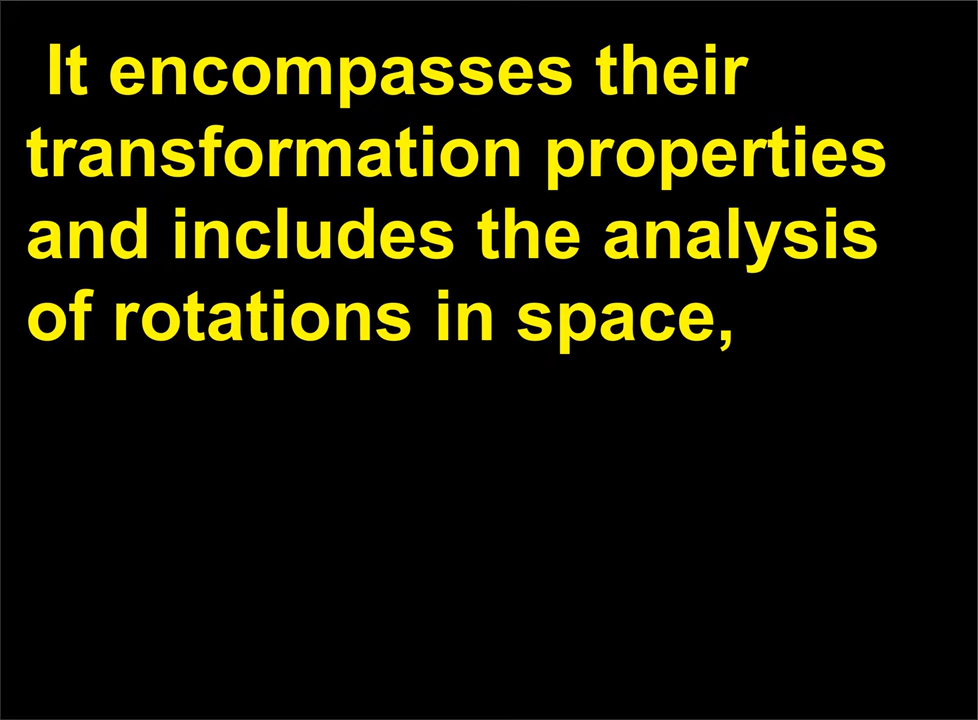 It encompasses their
transformation properties
and includes the analysis
of rotations in space,